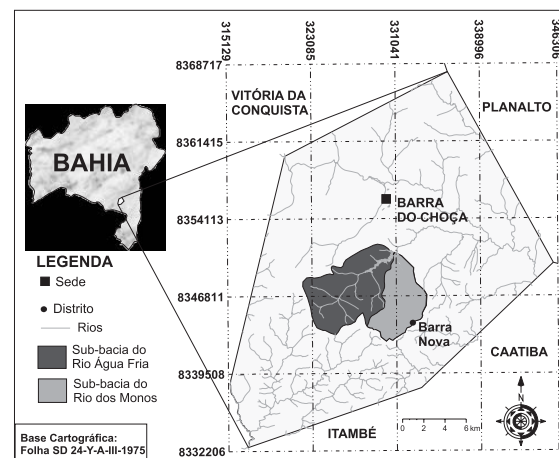 315129
323085
331041
338996
346306
8368717
8361415
8354113
8346811
8339508
8332206
VITÓRIA DA
CONQUISTA
PLANALTO
BAHIA
BARRA
DO CHOÇA
LEGENDA
Sede
Distrito
Rios
Sub-bacia do
Rio Água Fria
Sub-bacia do
Rio dos Monos
Barra
Nova
CAATIBA
ITAMBÉ
N
0 2 4 6 km
Base Cartográfica:
Folha SD 24-Y-A-III-1975